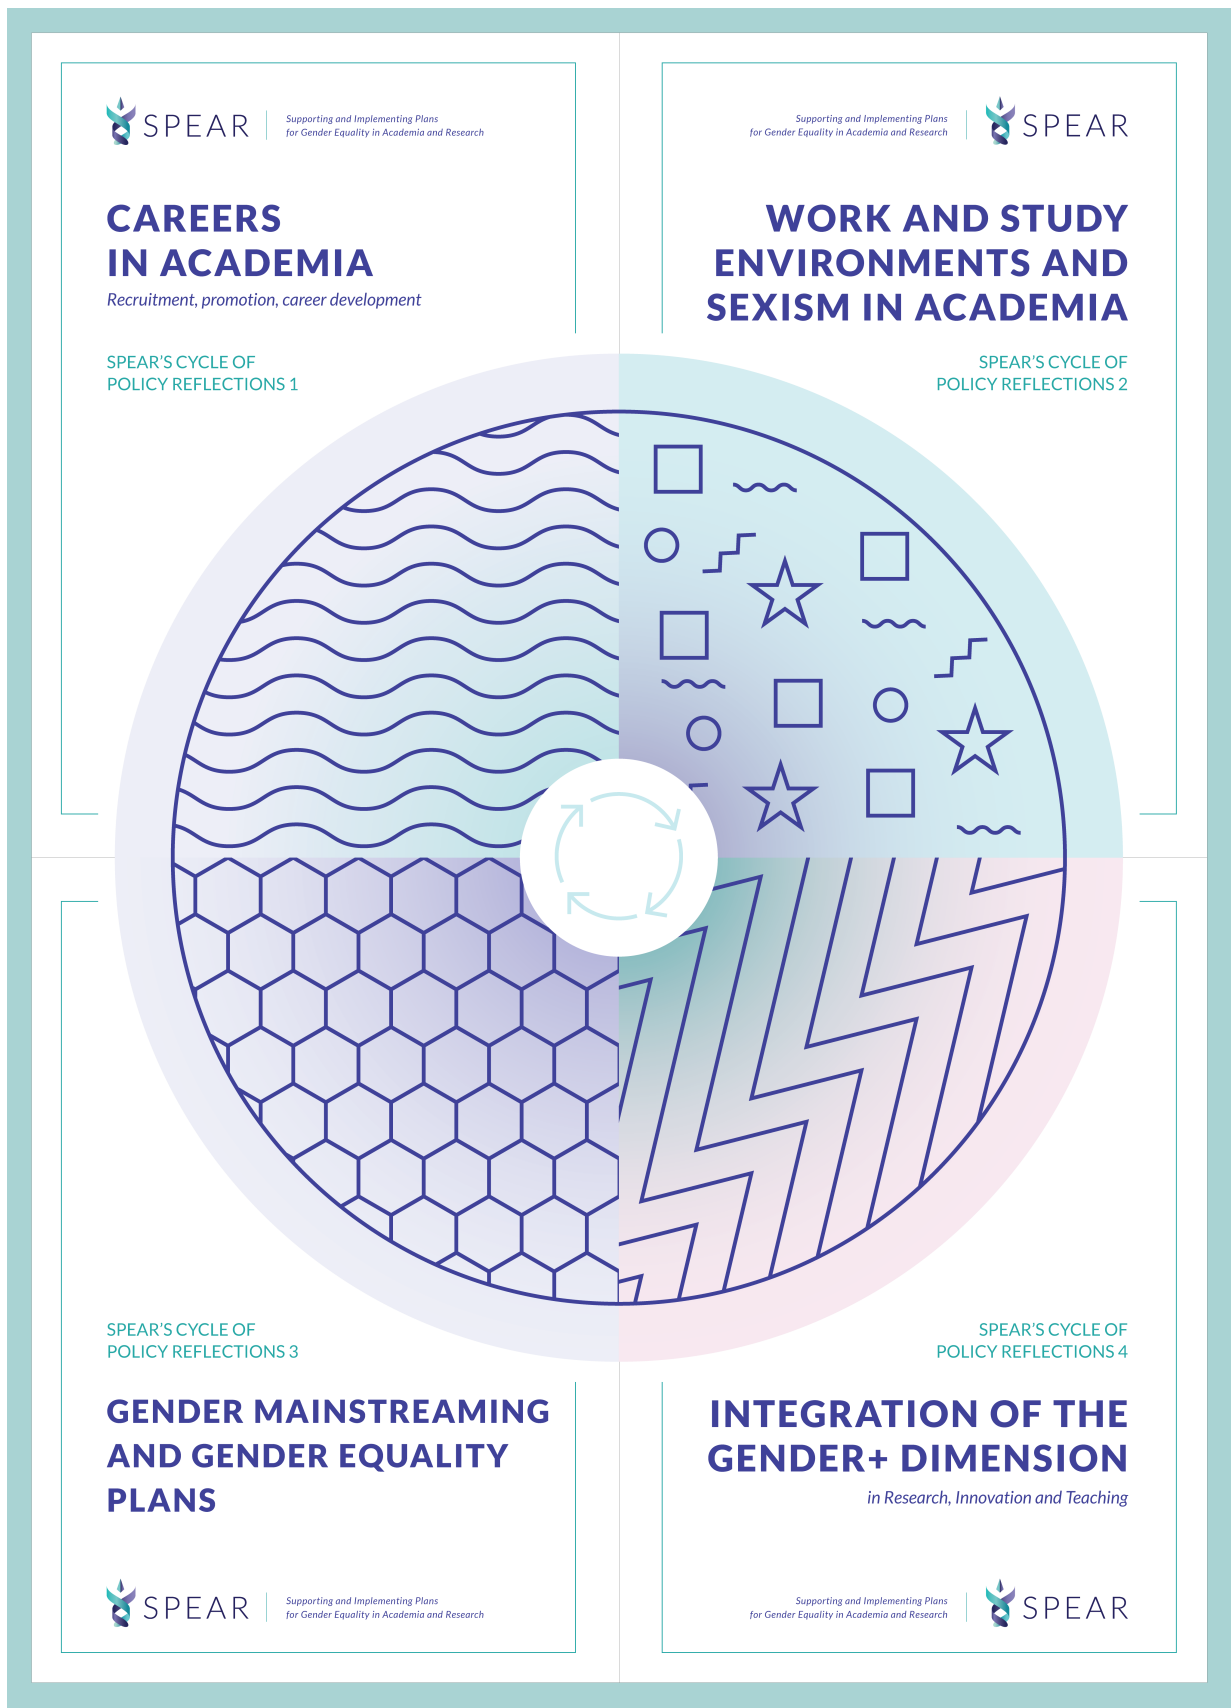 SPEAR
Supporting and Implementing Plans
for Gender Equality in Academia and Research
CAREERS
IN ACADEMIA
Recruitment, promotion, career development
SPEAR'S CYCLE OF
POLICY REFLECTIONS 1
Supporting and Implementing Plans
for Gender Equality in Academia and Research
SPEAR
WORK AND STUDY
ENVIRONMENTS AND
SEXISM IN ACADEMIA
SPEAR'S CYCLE OF
POLICY REFLECTIONS 2
SPEAR'S CYCLE OF
POLICY REFLECTIONS 3
GENDER MAINSTREAMING
AND GENDER EQUALITY
PLANS
SPEAR
Supporting and Implementing Plans
for Gender Equality in Academia and Research
SPEAR'S CYCLE OF
POLICY REFLECTIONS 4
INTEGRATION OF THE
GENDER+ DIMENSION
in Research, Innovation and Teaching
Supporting and Implementing Plans
for Gender Equality in Academia and Research
SPEAR